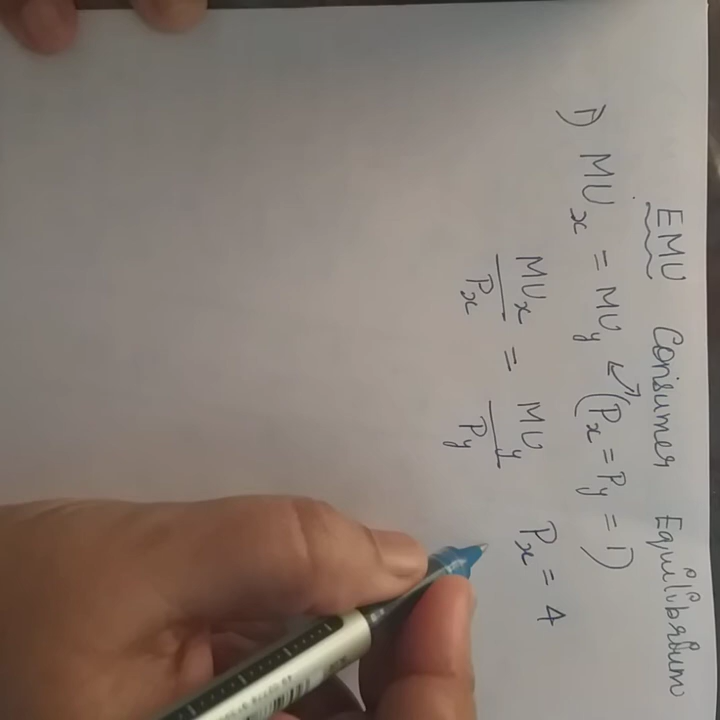 EMU Consumer Equilibrium
1) MUx = MUy ↔ (Px = Py = 1)
MUx/Px = MUy/Py Px = 4